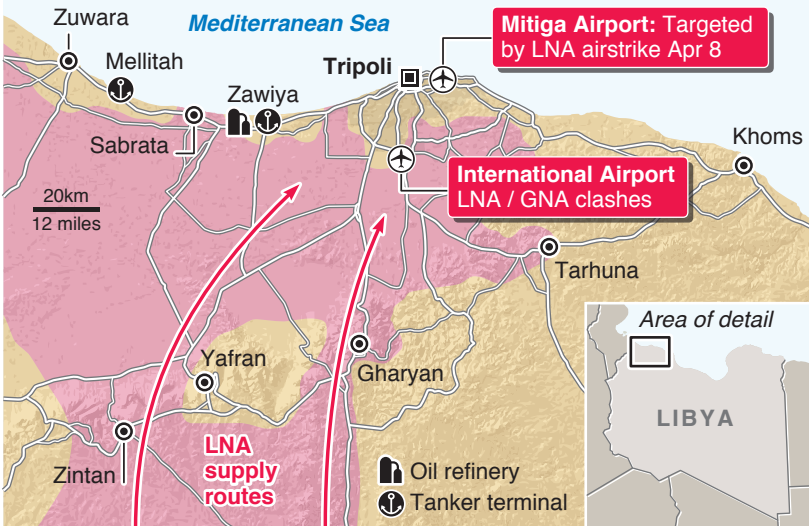 Zuwara
Mediterranean Sea
Mitiga Airport: Targeted
by LNA airstrike Apr 8
Mellitah
Tripoli
Zawiya
Sabrata
Khoms
International Airport
LNA / GNA clashes
20km
12 miles
Tarhuna
Area of detail
Yafran
Gharyan
LIBYA
LNA
supply
routes
Zintan
Oil refinery
Tanker terminal